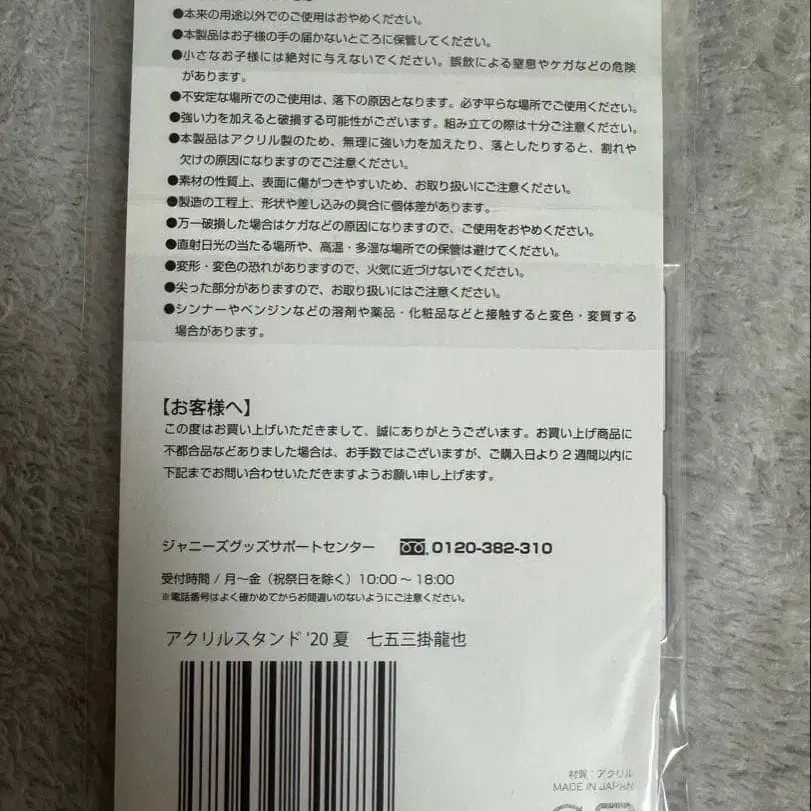 ●本来の用途以外でのご使用はおやめください。
●本製品はお子様の手の届かないところに保管してください。
●小さなお子様には絶対に与えないでください。誤飲による窒息やケガなどの危険
があります。
●不安定な場所でのご使用は、落下の原因となります。必ず平らな場所でご使用ください。
●強い力を加えると破損する可能性がございます。組み立ての際は十分ご注意ください。
●本製品はアクリル製のため、無理に強い力を加えたり、落としたりすると、割れや
欠けの原因になりますのでご注意ください。
●素材の性質上、表面に傷がつきやすいため、お取り扱いにご注意ください。
●製造の工程上、形状や差し込みの具合に個体差があります。
●万一破損した場合はケガなどの原因になりますので、ご使用をおやめください。
●直射日光の当たる場所や、高温・多湿な場所での保管は避けてください。
●変形・変色の恐れがありますので、火気に近づけないでください。
●尖った部分がありますので、お取り扱いにはご注意ください。
●シンナーやベンジンなどの溶剤や薬品・化粧品などと接触すると変色・変質する
場合があります。
【お客様へ】
この度はお買い上げいただきまして、誠にありがとうございます。お買い上げ商品に
不都合品などありました場合は、お手数ではございますが、ご購入日より2週間以内に
下記までお問い合わせいただきますようお願い申し上げます。
ジャニーズグッズサポートセンター 0120-382-310
受付時間/月~金(祝祭日を除く)10:00~18:00
※電話番号はよく確かめてからお間違いのないようにご注意ください。
アクリルスタンド'20夏 七五三掛龍也
材質:アクリル
MADE IN JAPAN